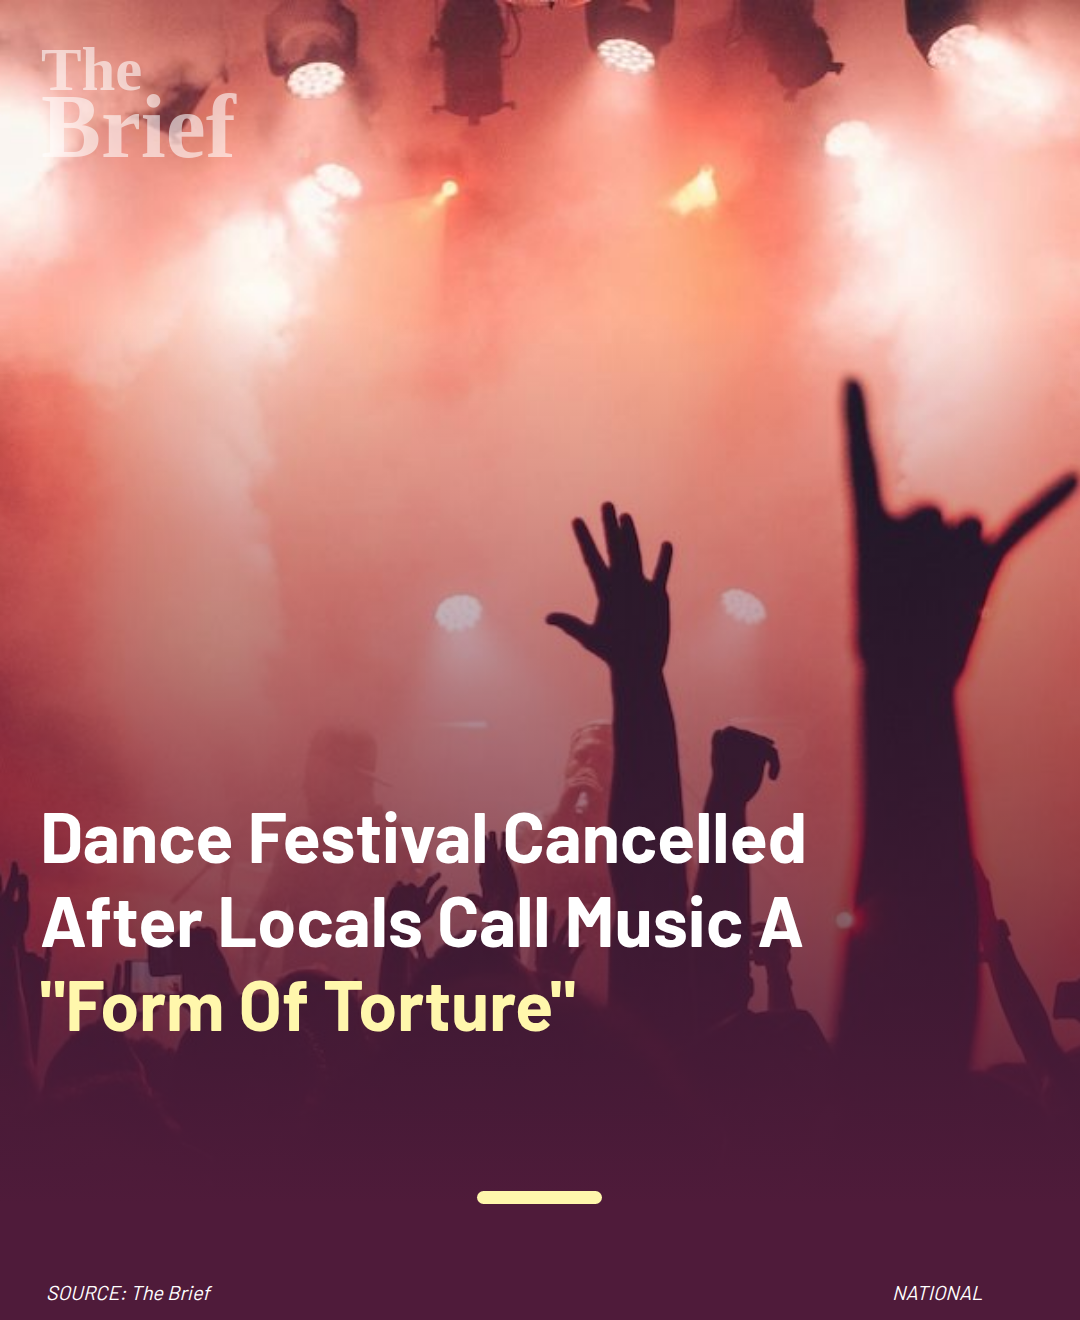 The
Brief
Dance Festival Cancelled
After Locals Call Music A
"Form Of Torture"
SOURCE: The Brief
NATIONAL